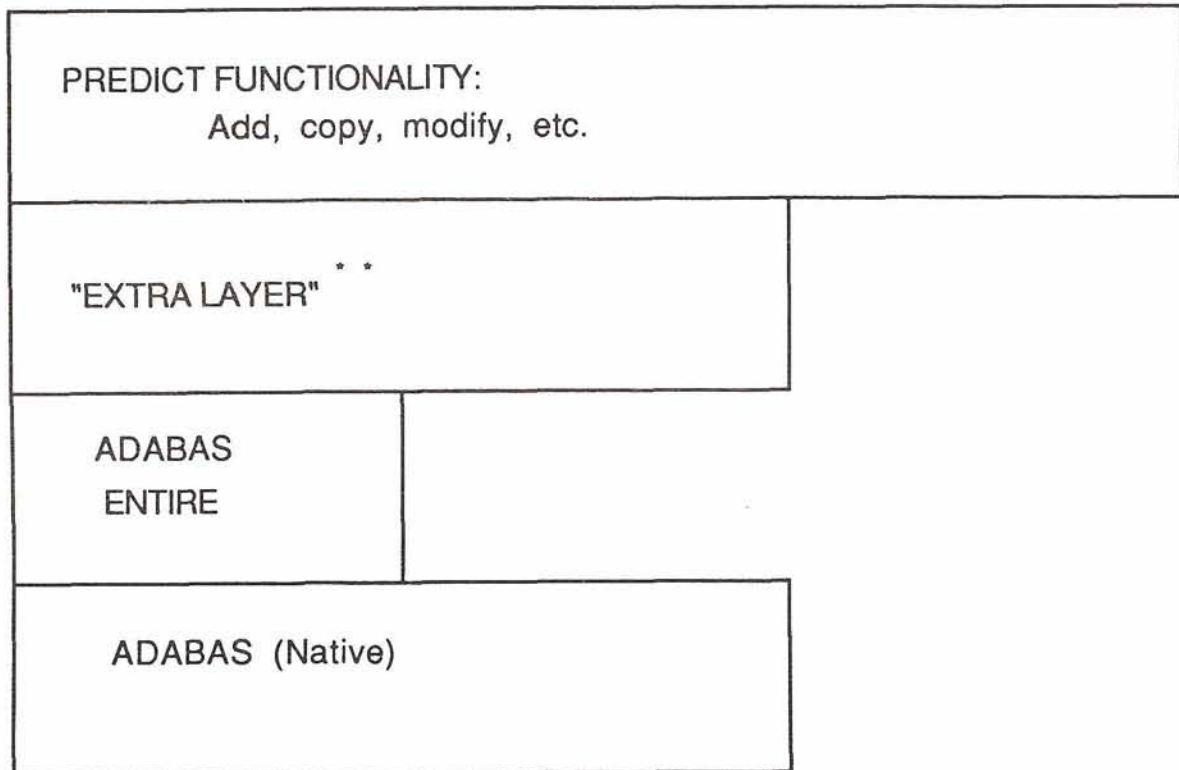 PREDICT FUNCTIONALITY:
Add, copy, modify, etc.
"EXTRA LAYER" * *
ADABAS
ENTIRE
ADABAS (Native)